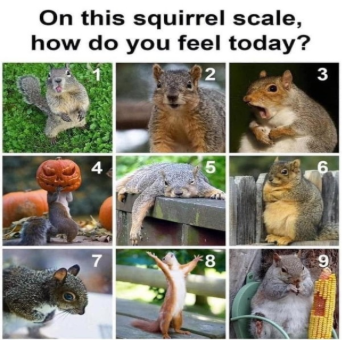 On this squirrel scale,
how do you feel today?
1 2 3
4 5 6
7 8 9